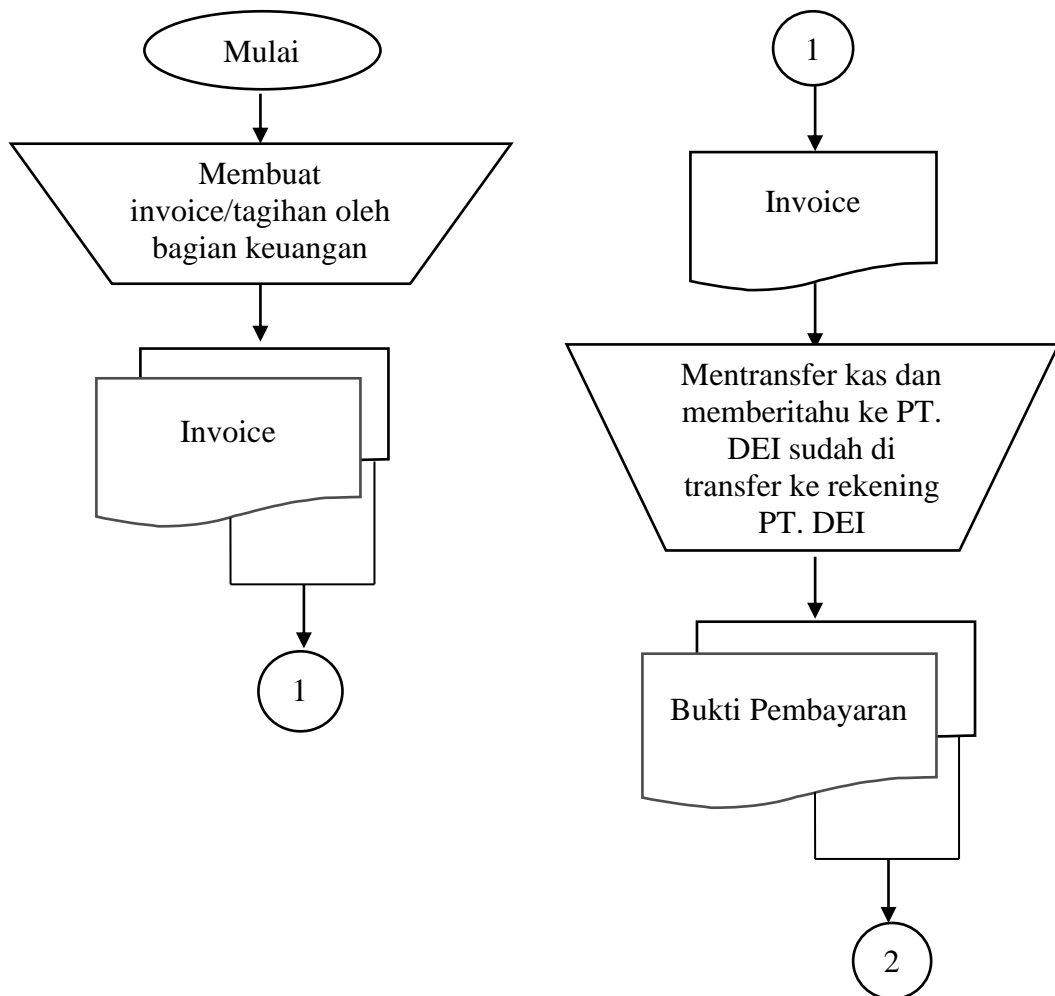 Mulai
Membuat
invoice/tagihan oleh
bagian keuangan
Invoice
1
1
Invoice
Mentransfer kas dan
memberitahu ke PT.
DEI sudah di
transfer ke rekening
PT. DEI
Bukti Pembayaran
2